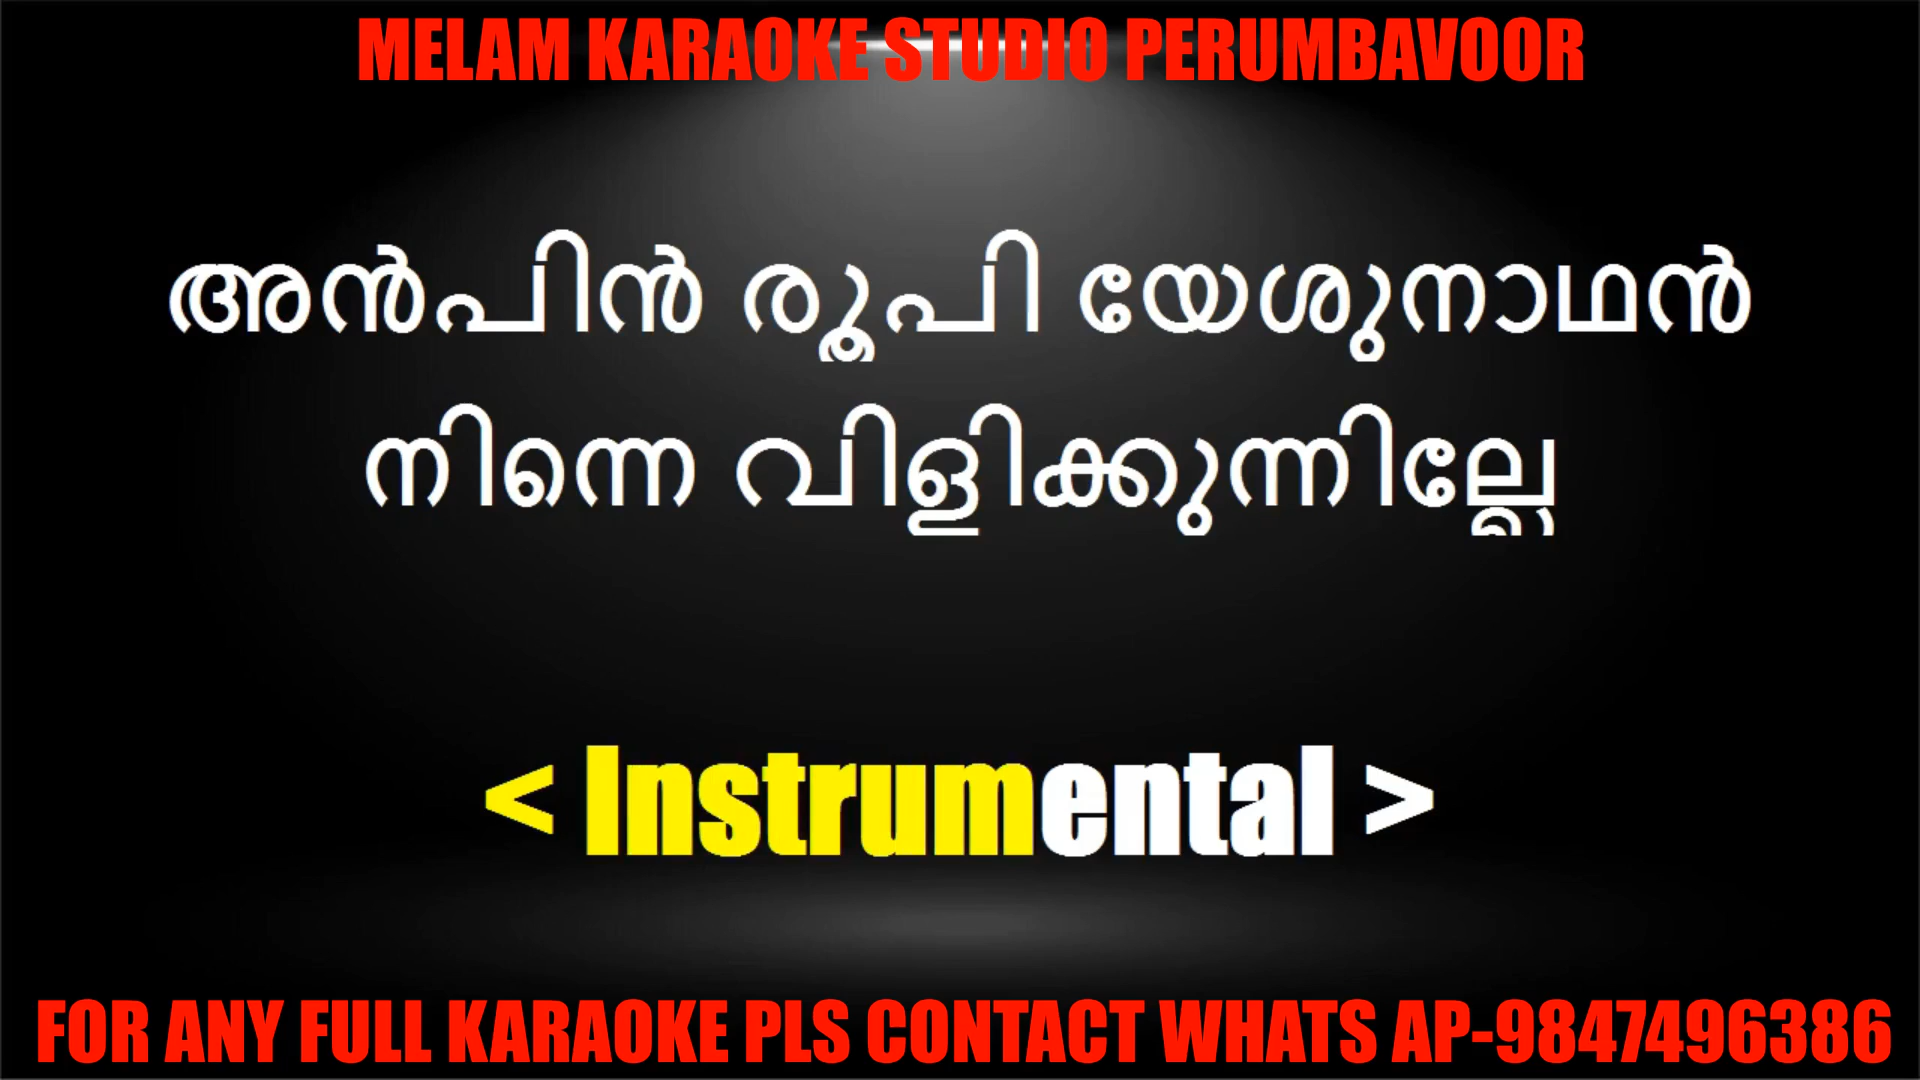 MELAM KARAOKE STUDIO PERUMBAVOOR
അൻപിൻ രൂപി യേശുനാഥൻ
നിന്നെ വിളിക്കുന്നില്ലേ
< Instrumental >
FOR ANY FULL KARAOKE PLS CONTACT WHATS AP-9847496386